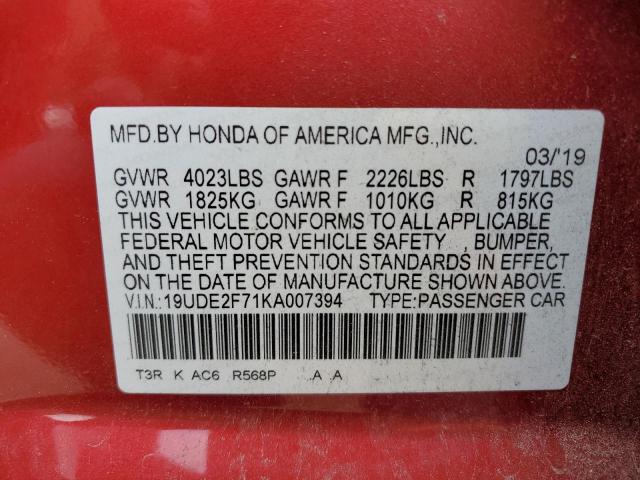 MFD.BY HONDA OF AMERICA MFG.,INC.
03/'19
GVWR 4023LBS GAWR F 2226LBS R 1797LBS
GVWR 1825KG GAWR F 1010KG R 815KG
THIS VEHICLE CONFORMS TO ALL APPLICABLE
FEDERAL MOTOR VEHICLE SAFETY , BUMPER,
AND THEFT PREVENTION STANDARDS IN EFFECT
ON THE DATE OF MANUFACTURE SHOWN ABOVE.
V.I.N.:19UDE2F71KA007394 TYPE:PASSENGER CAR
T3R K AC6 R568P .A A